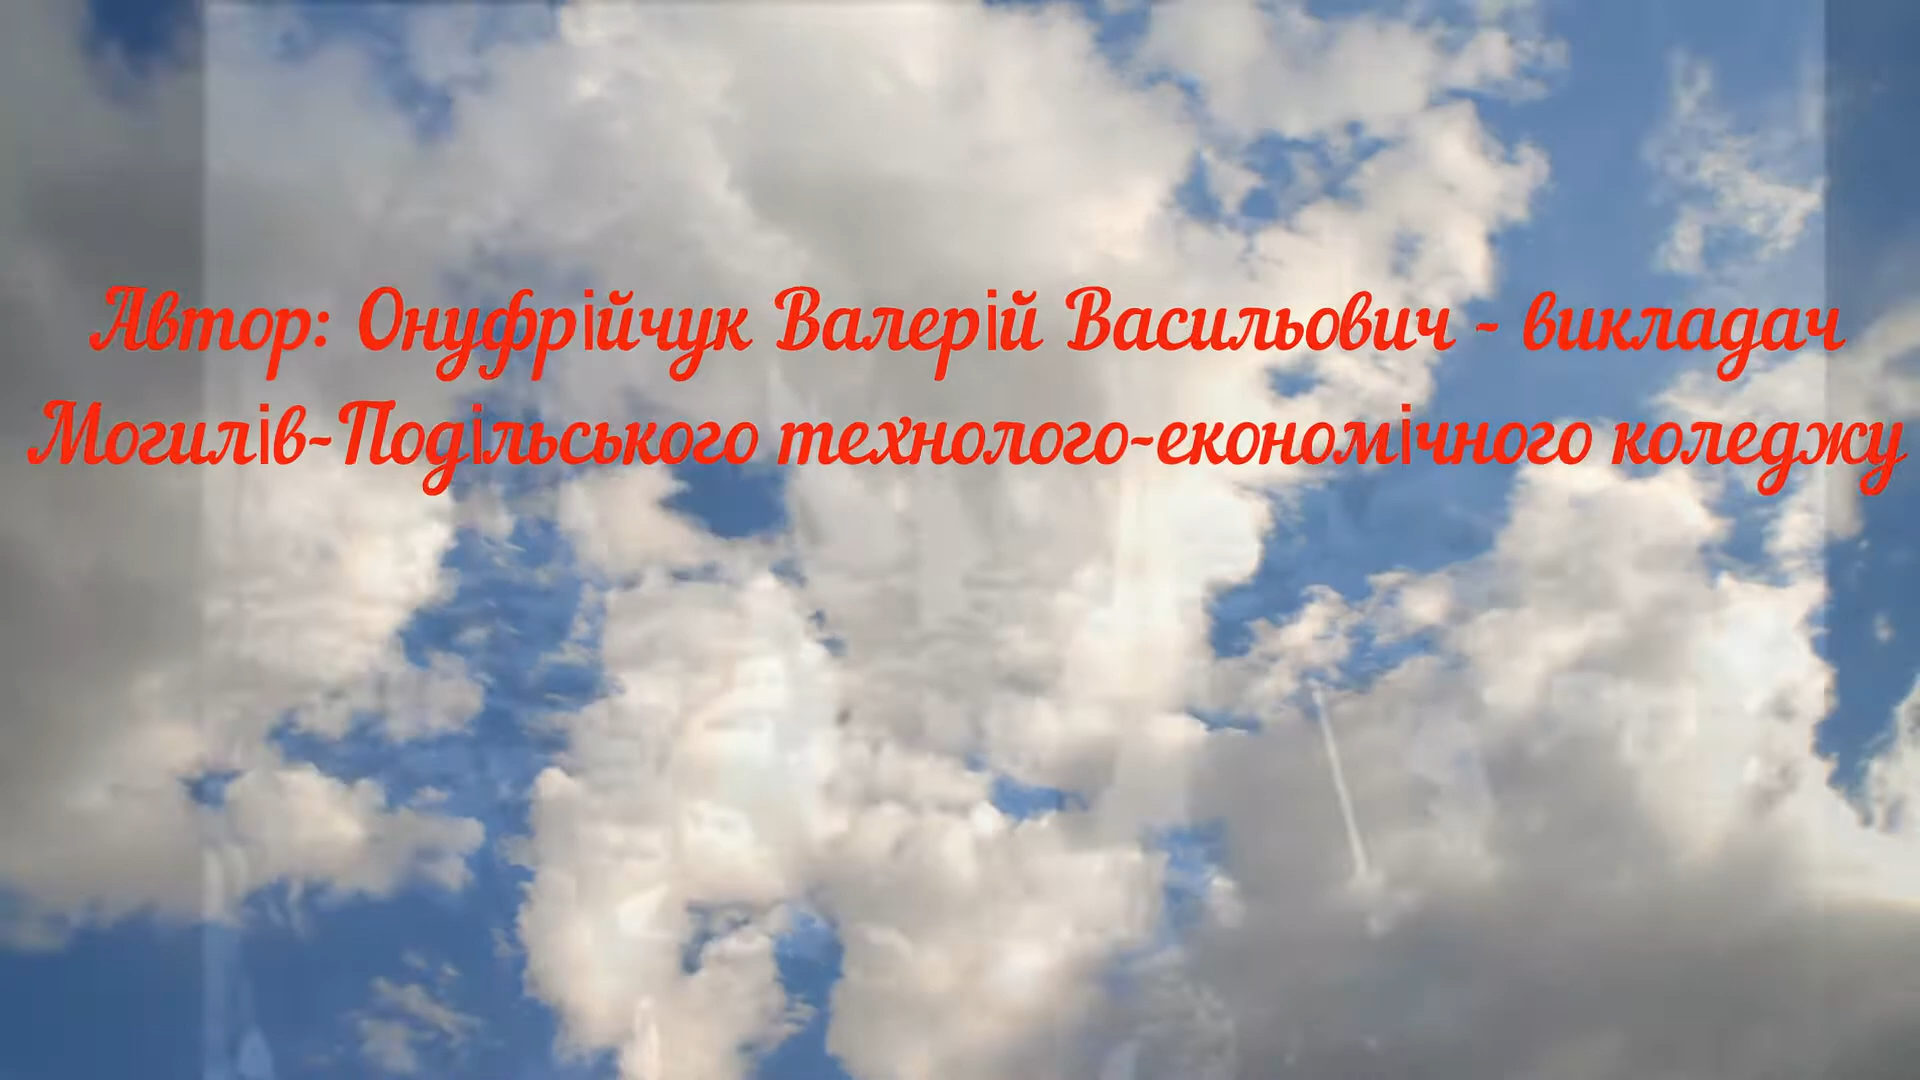 Автор: Онуфрійчук Валерій Васильович - викладач
Могилів-Подільського технолого-економічного коледжу